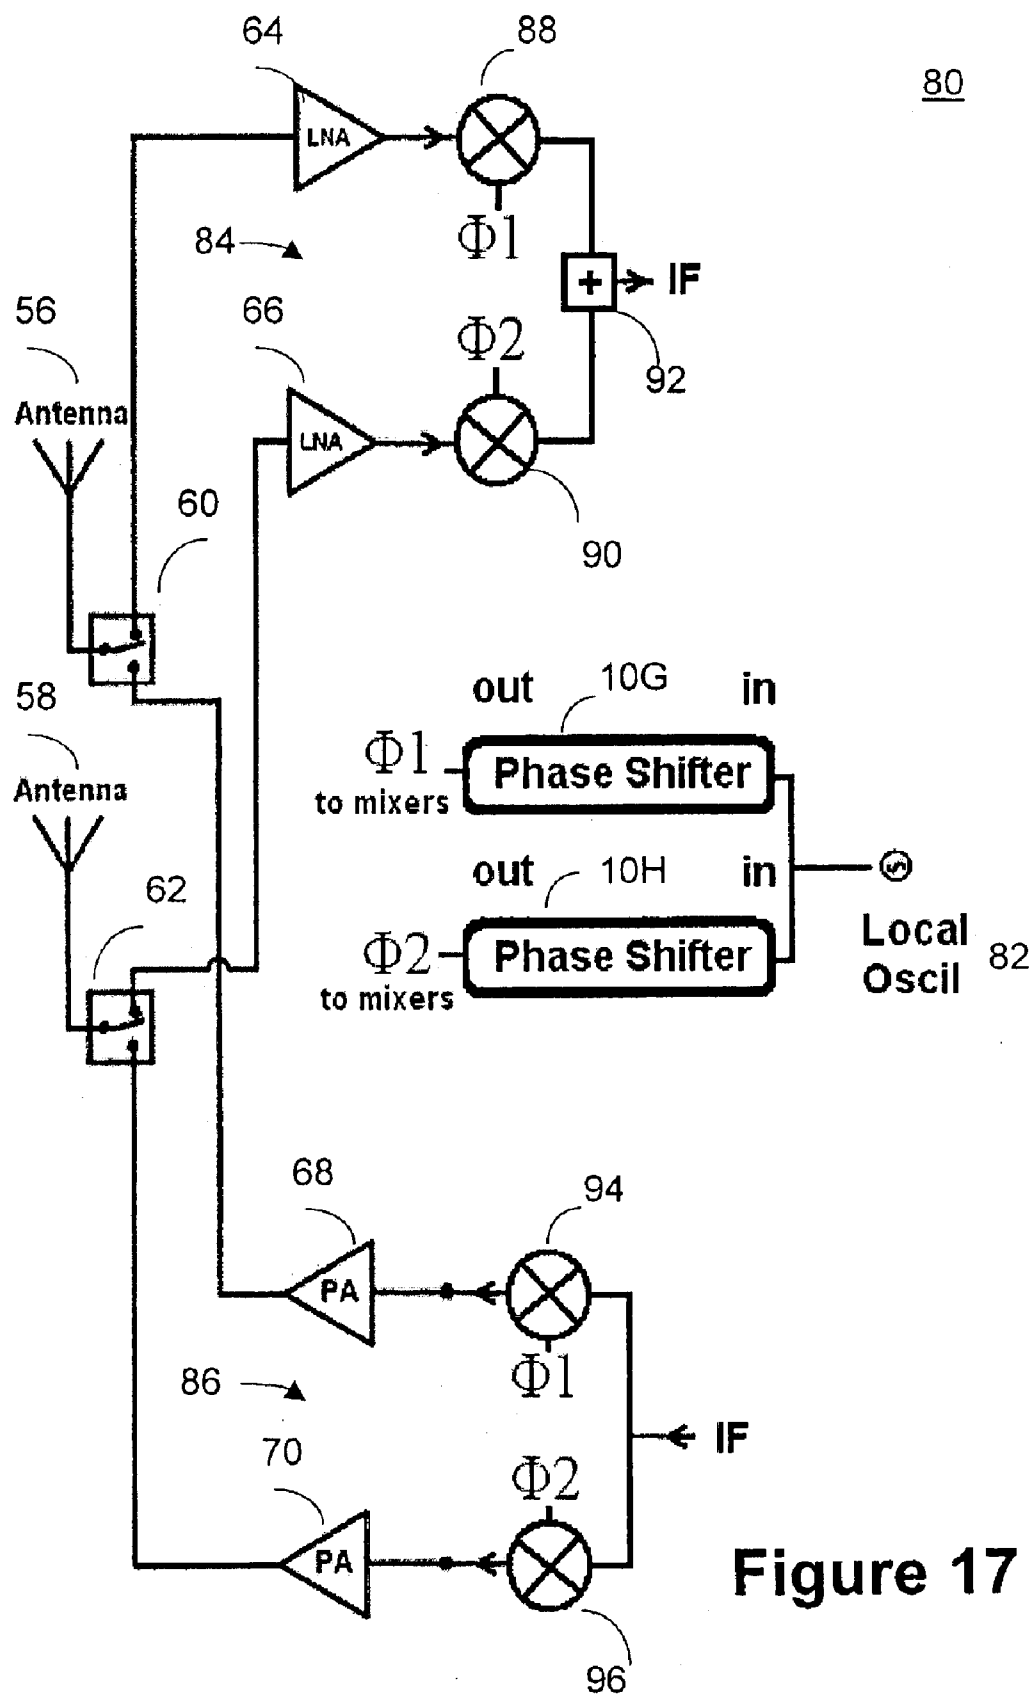 64
88
80
LNA
Φ1
84
+
IF
56
66
Φ2
92
Antenna
LNA
60
90
58
out
10G
in
Φ1
Phase Shifter
to mixers
Antenna
out
10H
in
62
S
Local
Oscil
82
Φ2
Phase Shifter
to mixers
68
94
PA
Φ1
86
IF
70
Φ2
PA
Figure 17
96